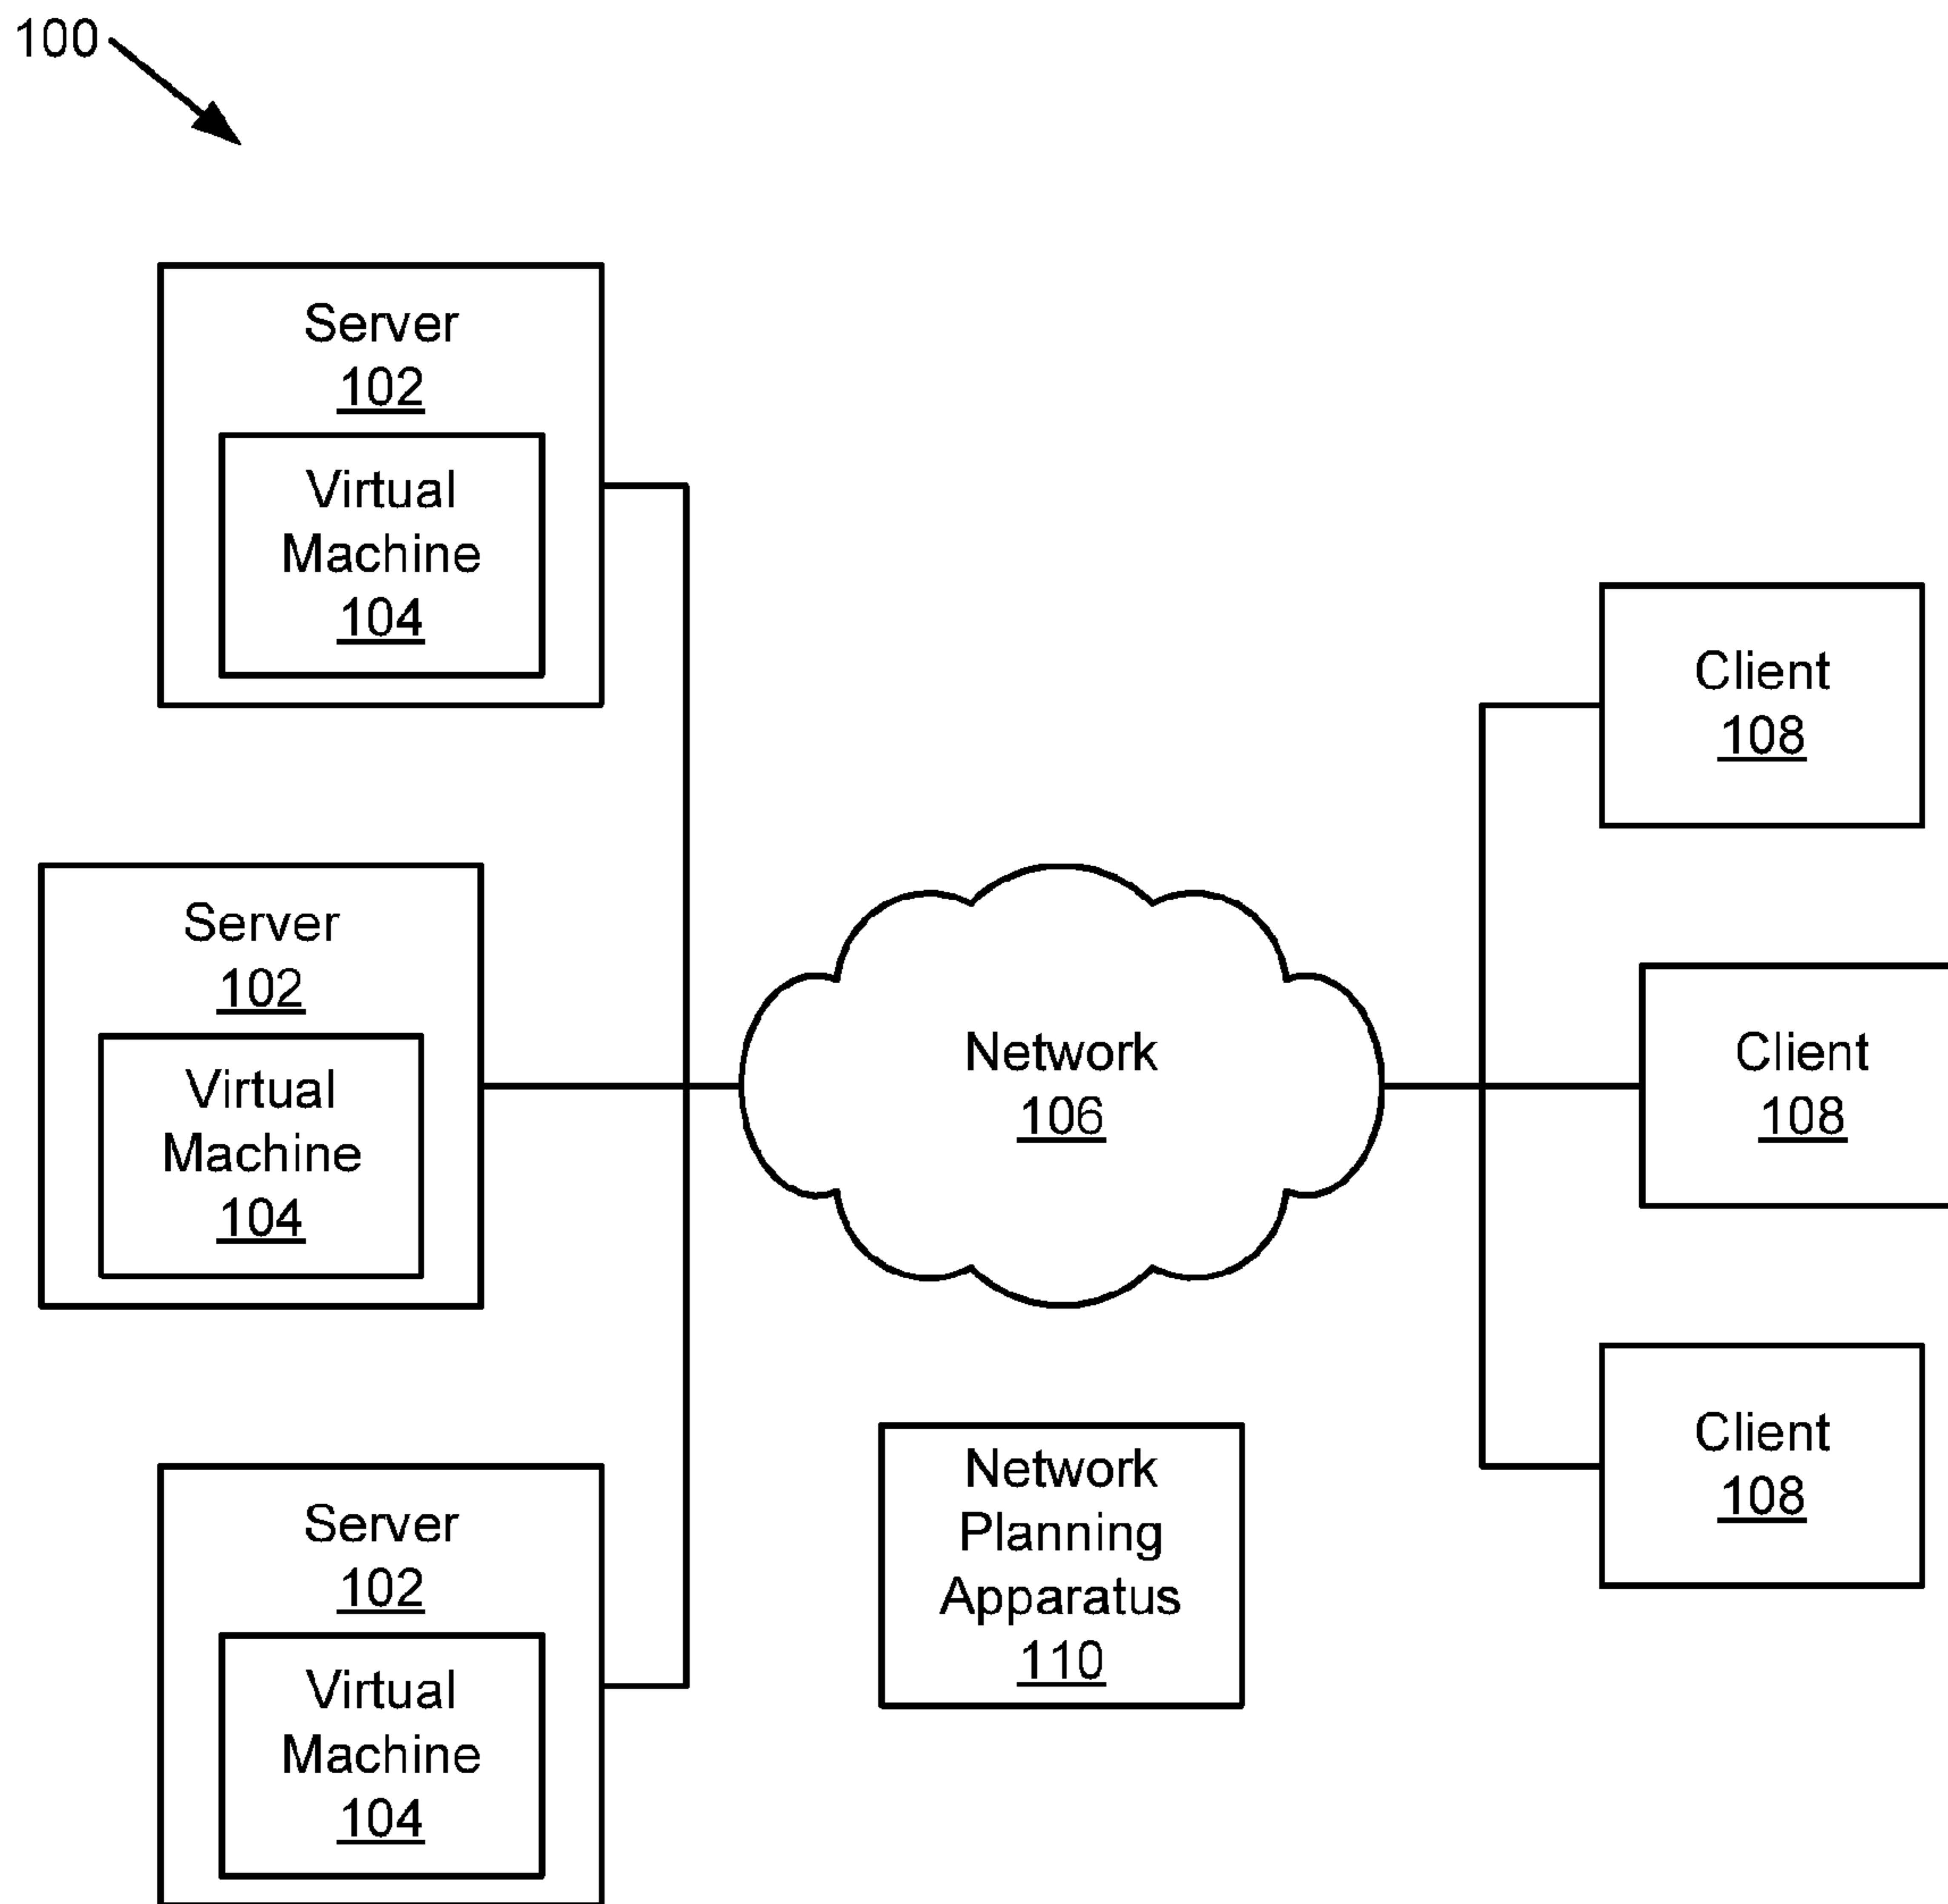 100
Server
102
Virtual
Machine
104
Server
102
Virtual
Machine
104
Server
102
Virtual
Machine
104
Network
106
Network
Planning
Apparatus
110
Client
108
Client
108
Client
108